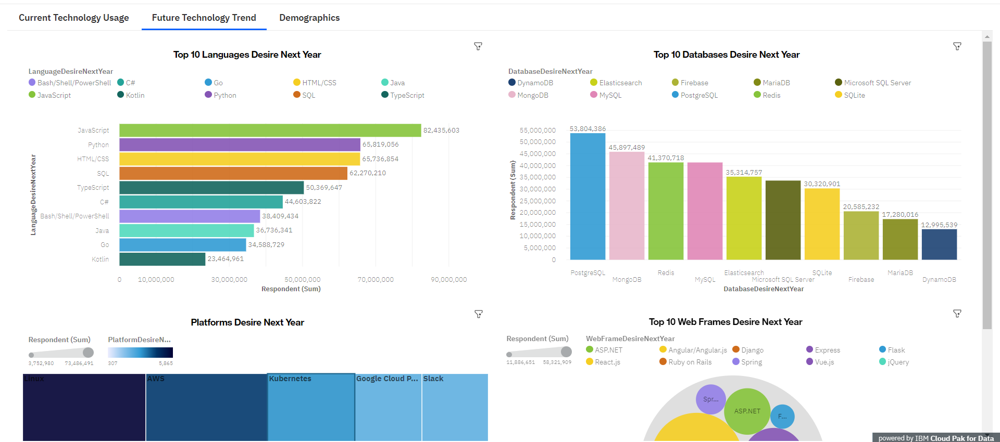 Current Technology Usage
Future Technology Trend
Demographics
Top 10 Languages Desire Next Year
LanguageDesireNextYear
Bash/Shell/PowerShell C# Go HTML/CSS Java
JavaScript Kotlin Python SQL TypeScript
LanguageDesireNextYear
JavaScript 82,435,603
Python 65,819,056
HTML/CSS 65,736,854
SQL 62,270,210
TypeScript 50,369,647
C# 44,603,822
Bash/Shell/PowerShell 38,409,434
Java 36,736,341
Go 34,588,729
Kotlin 23,464,961
0 10,000,000 30,000,000 50,000,000 70,000,000 90,000,000
Respondent (Sum)
Top 10 Databases Desire Next Year
DatabaseDesireNextYear
DynamoDB Elasticsearch Firebase MariaDB Microsoft SQL Server
MongoDB MySQL PostgreSQL Redis SQLite
Respondent (Sum)
55,000,000
50,000,000
45,000,000
40,000,000
35,000,000
30,000,000
25,000,000
20,000,000
15,000,000
10,000,000
5,000,000
0
53,804,386
45,897,489
41,370,718
35,314,757
30,320,901
20,585,232
17,280,016
12,995,539
PostgreSQL
MongoDB
Redis
MySQL
Elasticsearch
Microsoft SQL Server
SQLite
Firebase
MariaDB
DynamoDB
DatabaseDesireNextYear
Platforms Desire Next Year
Respondent (Sum)
3,752,980 73,486,491
PlatformDesireN...
307 5,865
Linux
AWS
Kubernetes
Google Cloud P...
Slack
Top 10 Web Frames Desire Next Year
Respondent (Sum)
11,886,651 58,321,909
WebFrameDesireNextYear
ASP.NET Angular/Angular.js Django Express Flask
React.js Ruby on Rails Spring Vue.js jQuery
Spr...
ASP.NET
F...
powered by IBM Cloud Pak for Data